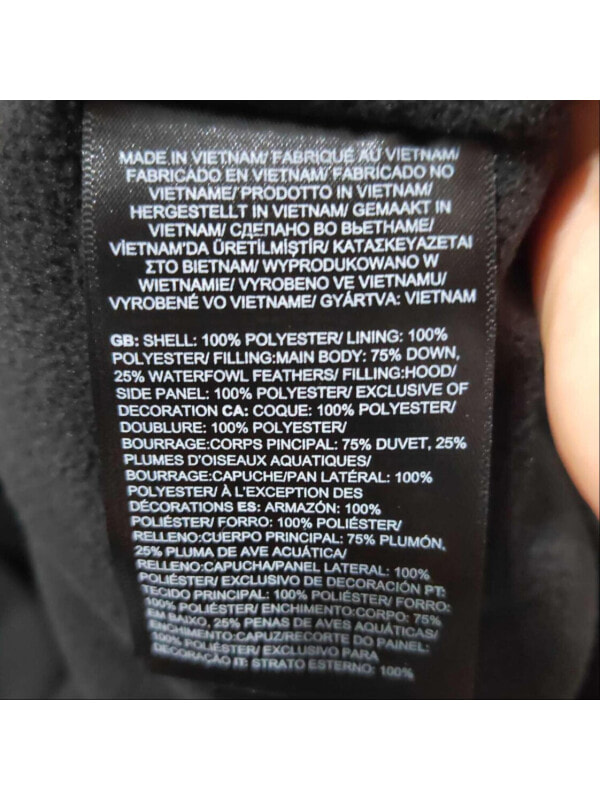 MADE IN VIETNAM/ FABRIQUÉ AU VIETNAM/
FABRICADO EN VIETNAM/ FABRICADO NO
VIETNAME/ PRODOTTO IN VIETNAM/
HERGESTELLT IN VIETNAM/ GEMAAKT IN
VIETNAM/ СДЕЛАНО ВО ВЬЕТНАМЕ/
VİETNAM'DA ÜRETİLMİŞTİR/ ΚΑΤΑΣΚΕΥΑΖΕΤΑΙ
ΣΤΟ ΒΙΕΤΝΑΜ/ WYPRODUKOWANO W
WIETNAMIE/ VYROBENO VE VIETNAMU/
VYROBENÉ VO VIETNAME/ GYÁRTVA: VIETNAM
GB: SHELL: 100% POLYESTER/ LINING: 100%
POLYESTER/ FILLING:MAIN BODY: 75% DOWN,
25% WATERFOWL FEATHERS/ FILLING:HOOD/
SIDE PANEL: 100% POLYESTER/ EXCLUSIVE OF
DECORATION CA: COQUE: 100% POLYESTER/
DOUBLURE: 100% POLYESTER/
BOURRAGE:CORPS PINCIPAL: 75% DUVET, 25%
PLUMES D'OISEAUX AQUATIQUES/
BOURRAGE:CAPUCHE/PAN LATÉRAL: 100%
POLYESTER/ À L'EXCEPTION DES
DÉCORATIONS ES: ARMAZÓN: 100%
POLIÉSTER/ FORRO: 100% POLIÉSTER/
RELLENO:CUERPO PRINCIPAL: 75% PLUMÓN,
25% PLUMA DE AVE ACUÁTICA/
RELLENO:CAPUCHA/PANEL LATERAL: 100%
POLIÉSTER/ EXCLUSIVO DE DECORACIÓN PT:
TECIDO PRINCIPAL: 100% POLIÉSTER/ FORRO:
100% POLIÉSTER/ ENCHIMENTO:CORPO: 75%
EM BAIXO, 25% PENAS DE AVES AQUÁTICAS/
ENCHIMENTO:CAPUZ/RECORTE DO PAINEL:
100% POLIÉSTER/ EXCLUSIVO PARA
DECORAÇÃO IT: STRATO ESTERNO: 100%